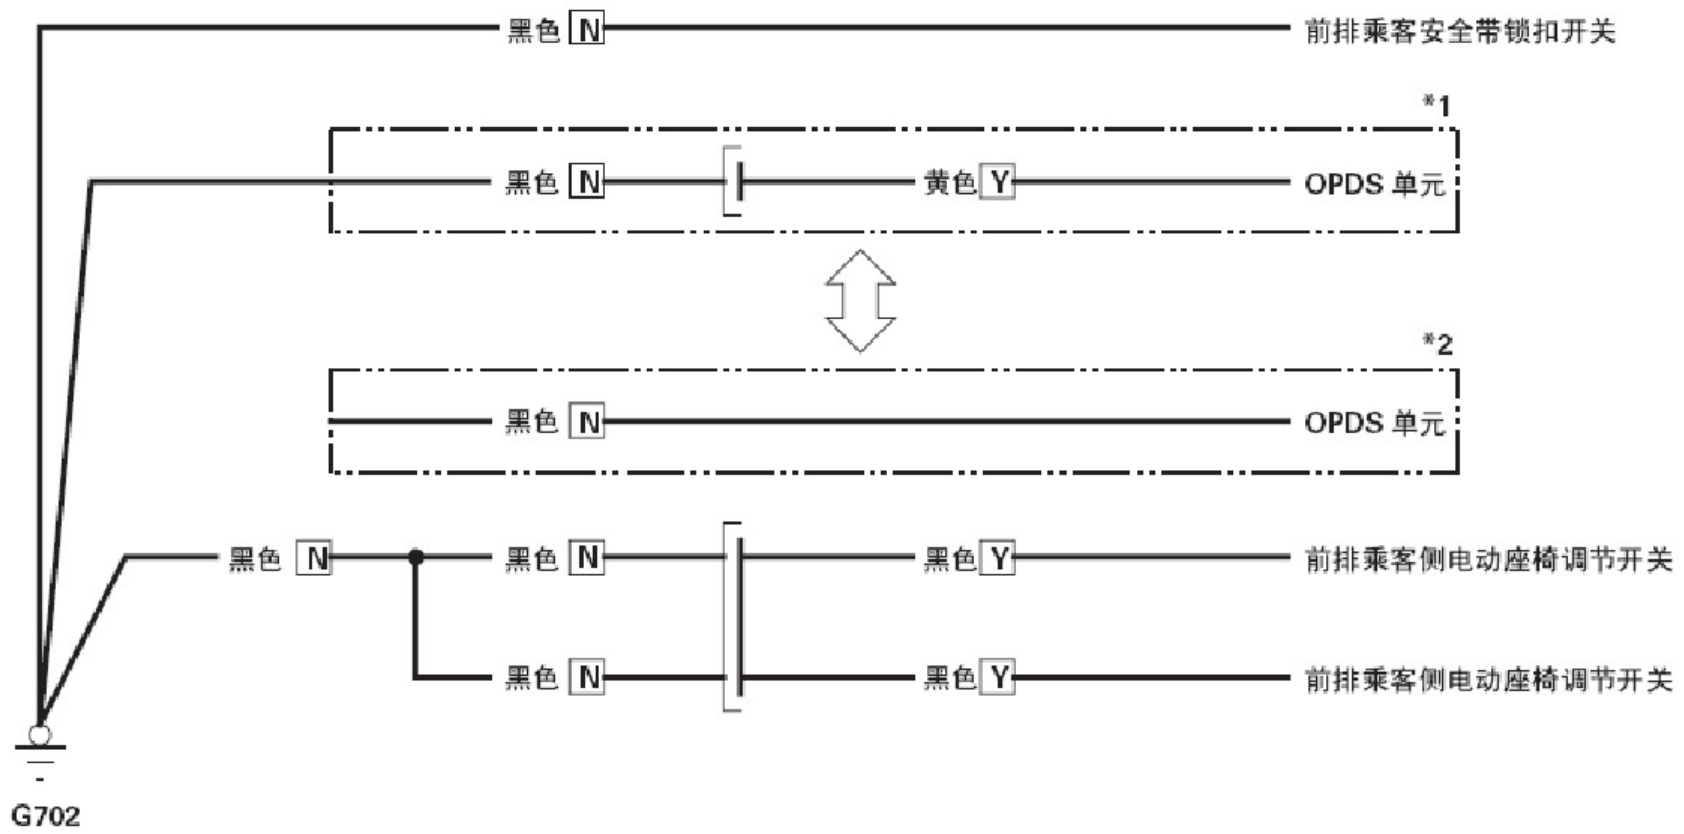 黑色 N 前排乘客安全带锁扣开关
*1
黑色 N 黄色 Y OPDS 单元
*2
黑色 N OPDS 单元
黑色 N 黑色 N 黑色 Y 前排乘客侧电动座椅调节开关
黑色 N 黑色 Y 前排乘客侧电动座椅调节开关
G702